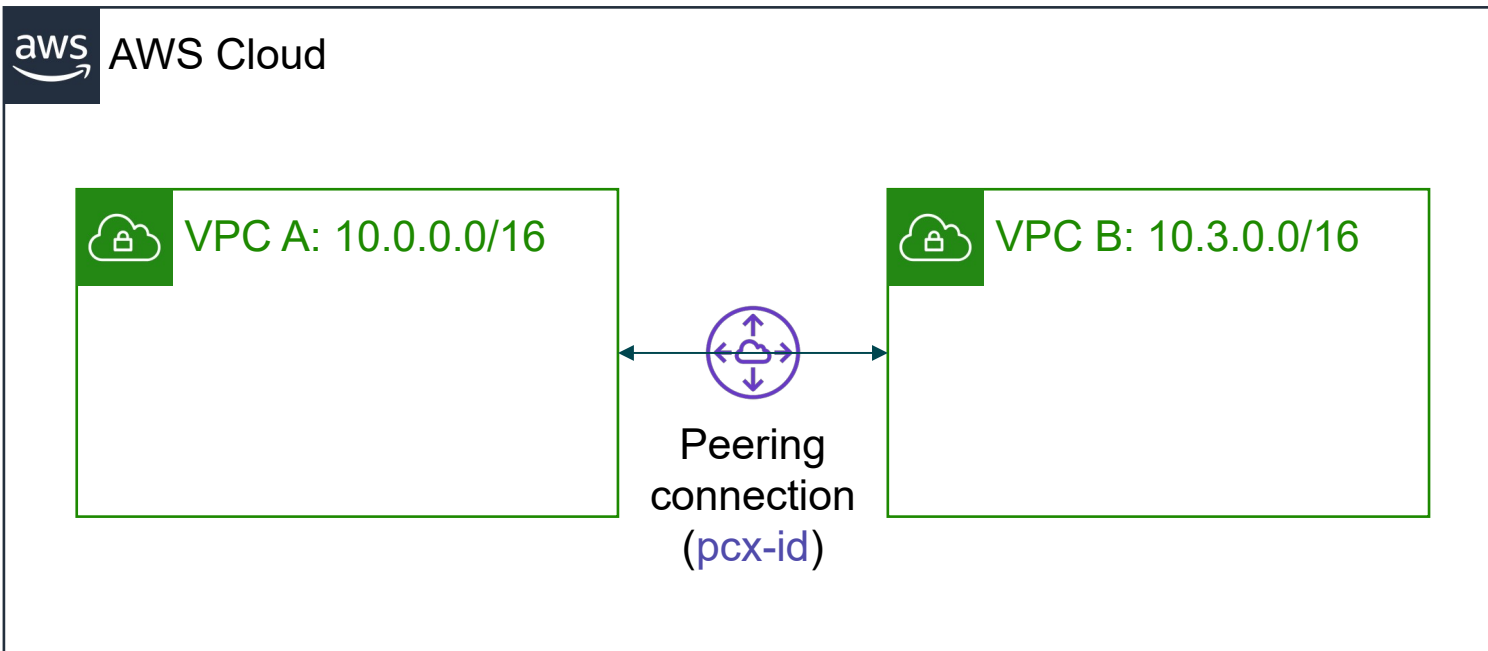 aws
AWS Cloud
VPC A: 10.0.0.0/16
VPC B: 10.3.0.0/16
Peering
connection
(pcx-id)